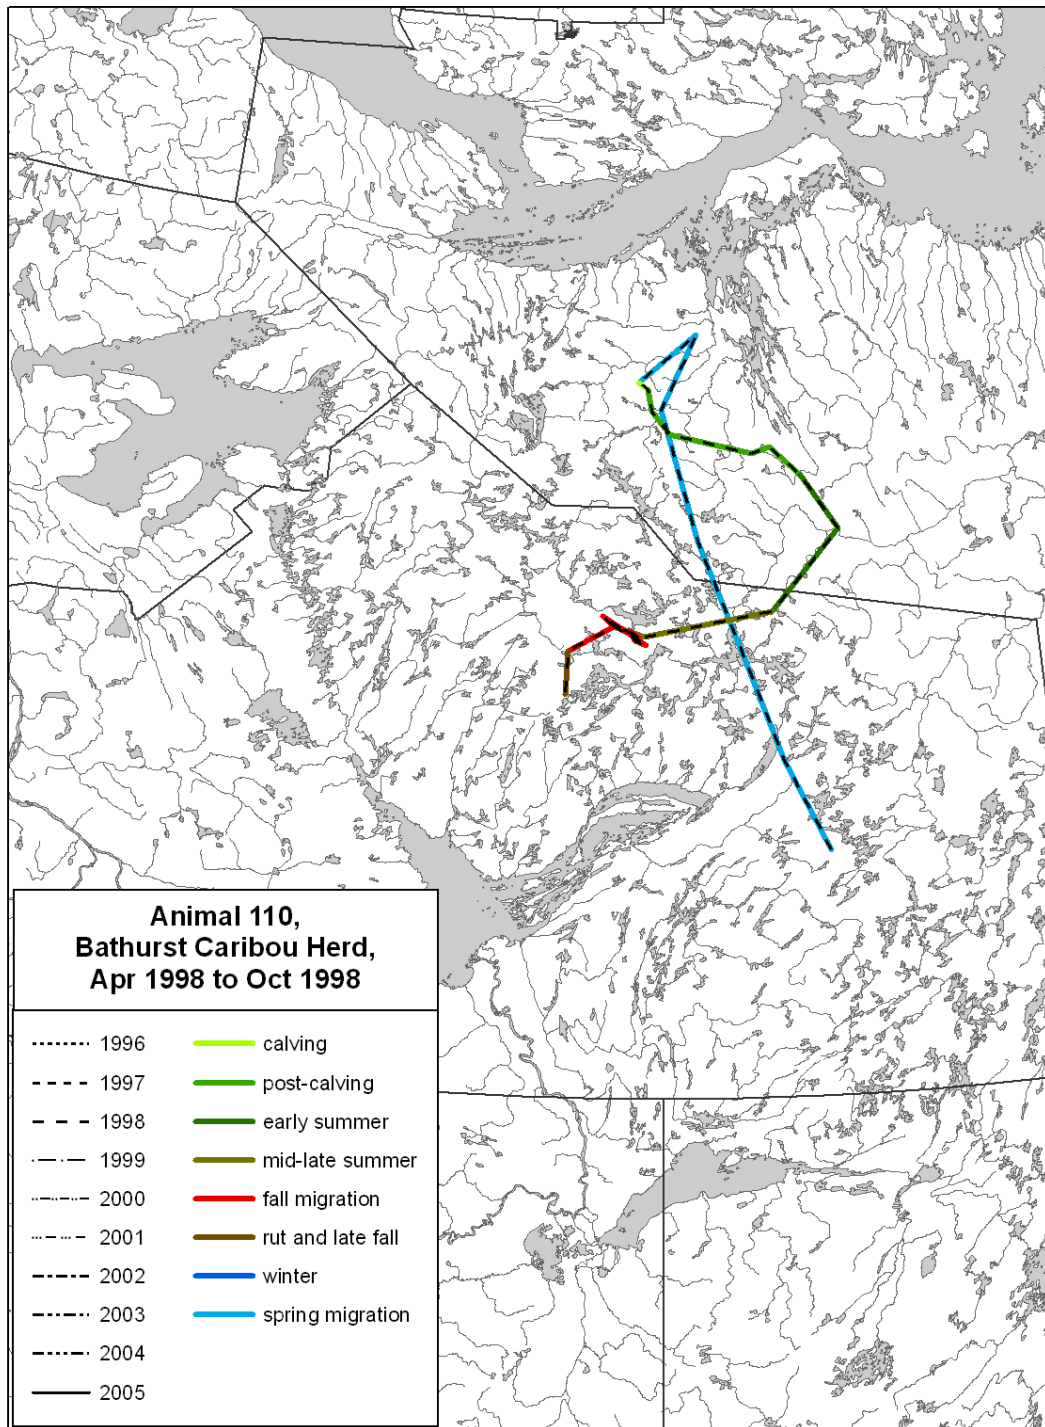 Animal 110,
Bathurst Caribou Herd,
Apr 1998 to Oct 1998
1996
1997
1998
1999
2000
2001
2002
2003
2004
2005
calving
post-calving
early summer
mid-late summer
fall migration
rut and late fall
winter
spring migration